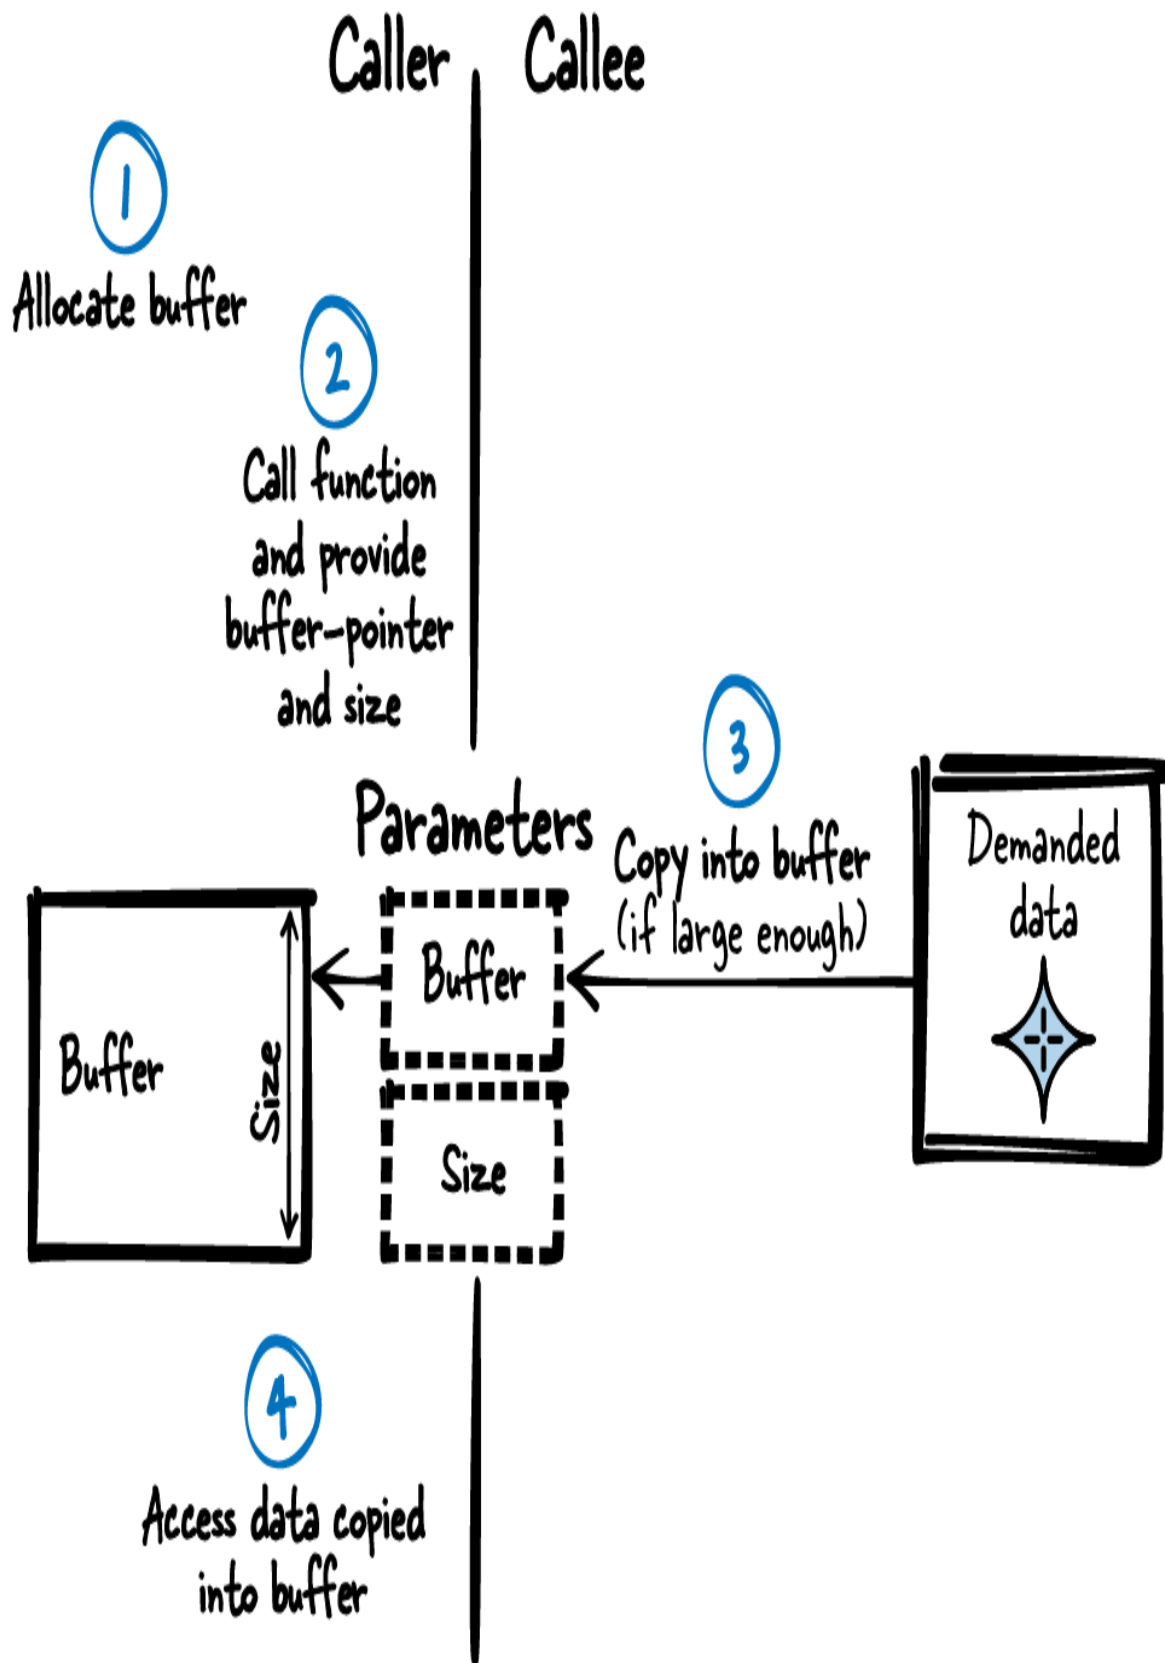 Caller
Callee
1
Allocate buffer
2
Call function
and provide
buffer-pointer
and size
3
Parameters
Copy into buffer
(if large enough)
Demanded
data
Buffer
Size
Buffer
Size
4
Access data copied
into buffer